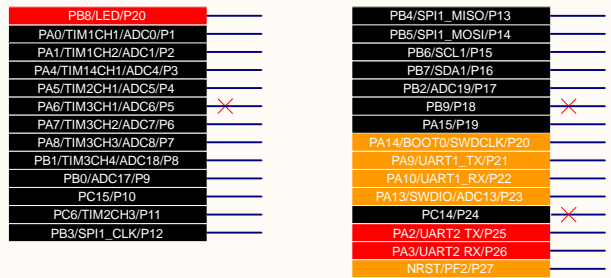 PB8/LED/P20
PA0/TIM1CH1/ADC0/P1
PA1/TIM1CH2/ADC1/P2
PA4/TIM14CH1/ADC4/P3
PA5/TIM2CH1/ADC5/P4
PA6/TIM3CH1/ADC6/P5
PA7/TIM3CH2/ADC7/P6
PA8/TIM3CH3/ADC8/P7
PB1/TIM3CH4/ADC18/P8
PB0/ADC17/P9
PC15/P10
PC6/TIM2CH3/P11
PB3/SPI1_CLK/P12
PB4/SPI1_MISO/P13
PB5/SPI1_MOSI/P14
PB6/SCL1/P15
PB7/SDA1/P16
PB2/ADC19/P17
PB9/P18
PA15/P19
PA14/BOOT0/SWDCLK/P20
PA9/UART1_TX/P21
PA10/UART1_RX/P22
PA13/SWDIO/ADC13/P23
PC14/P24
PA2/UART2 TX/P25
PA3/UART2 RX/P26
NRST/PF2/P27